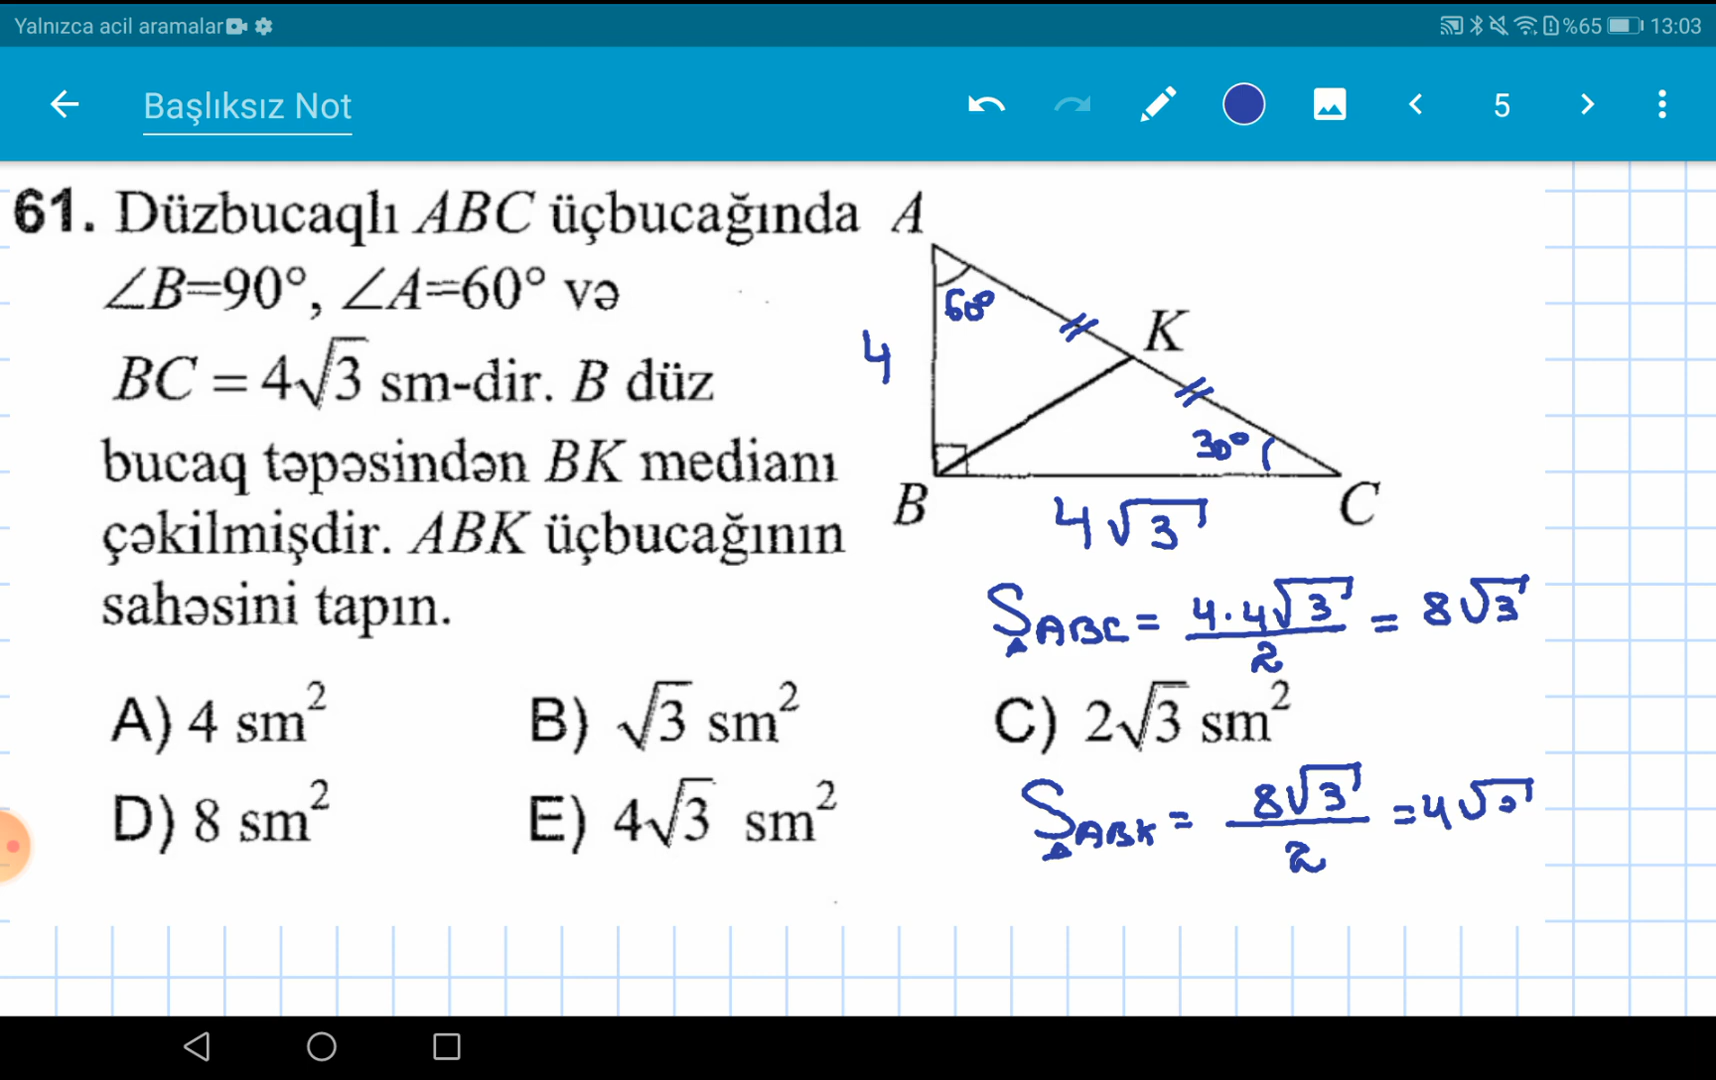 Yalnızca acil aramalar
%65 13:03
Başlıksız Not
5
61. Düzbucaqlı ABC üçbucağında
∠B=90°, ∠A=60° və
BC = 4√3 sm-dir. B düz
bucaq təpəsindən BK medianı
çəkilmişdir. ABK üçbucağının
sahəsini tapın.
A
60°
K
4
30°
B
C
4√3
S△ABC = 4·4√3/2 = 8√3
A) 4 sm² B) √3 sm² C) 2√3 sm²
D) 8 sm² E) 4√3 sm²
S△ABK = 8√3/2 = 4√3